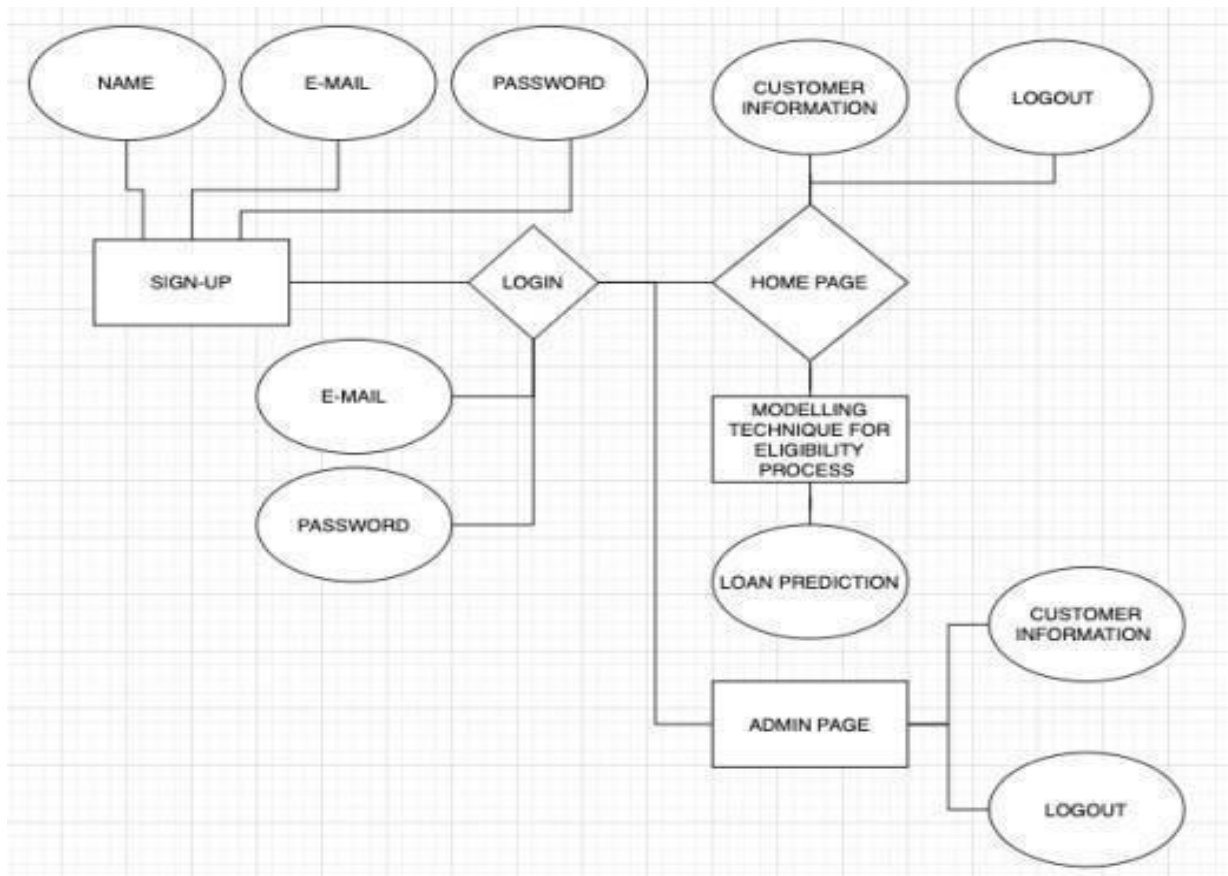 NAME
E-MAIL
PASSWORD
CUSTOMER
INFORMATION
LOGOUT
SIGN-UP
LOGIN
HOME PAGE
E-MAIL
PASSWORD
MODELLING
TECHNIQUE FOR
ELIGIBILITY
PROCESS
LOAN PREDICTION
CUSTOMER
INFORMATION
ADMIN PAGE
LOGOUT